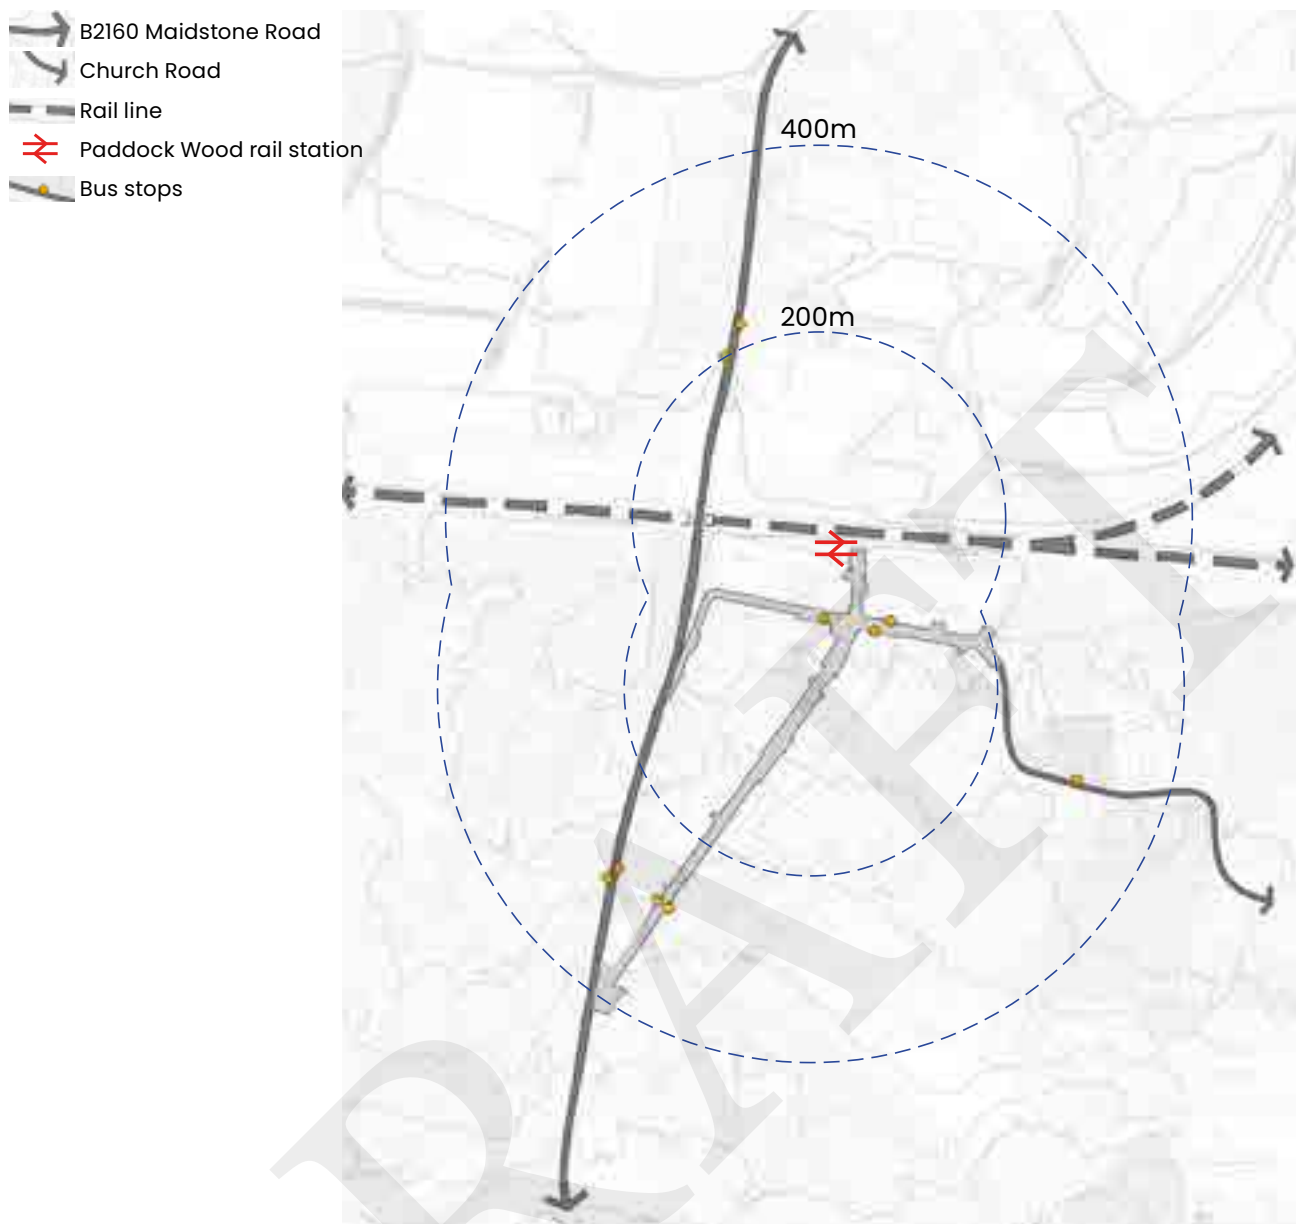 B2160 Maidstone Road
Church Road
Rail line
Paddock Wood rail station
Bus stops
400m
200m
DRAFT